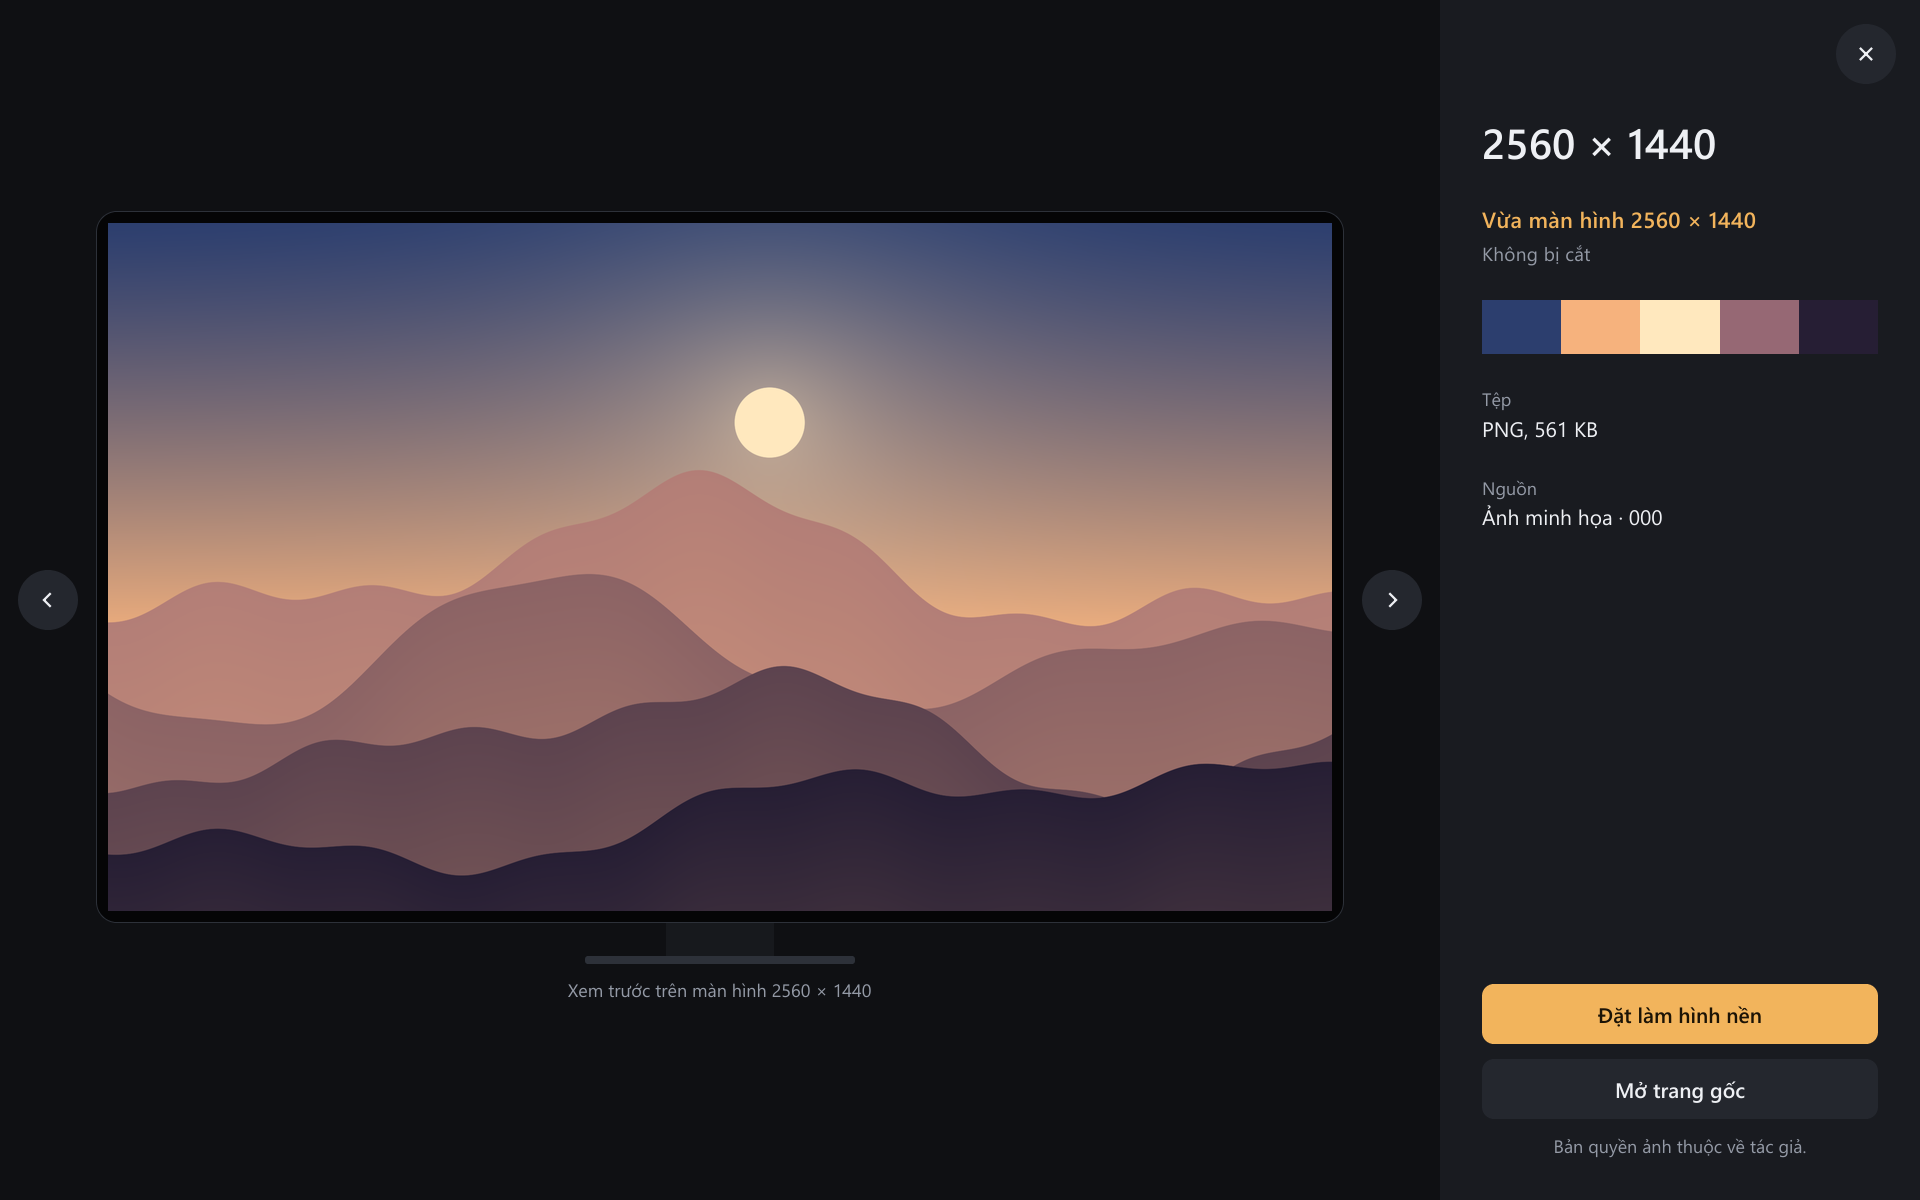 2560 × 1440
Vừa màn hình 2560 × 1440
Không bị cắt
Tệp
PNG, 561 KB
Nguồn
Ảnh minh họa · 000
Xem trước trên màn hình 2560 × 1440
Đặt làm hình nền
Mở trang gốc
Bản quyền ảnh thuộc về tác giả.